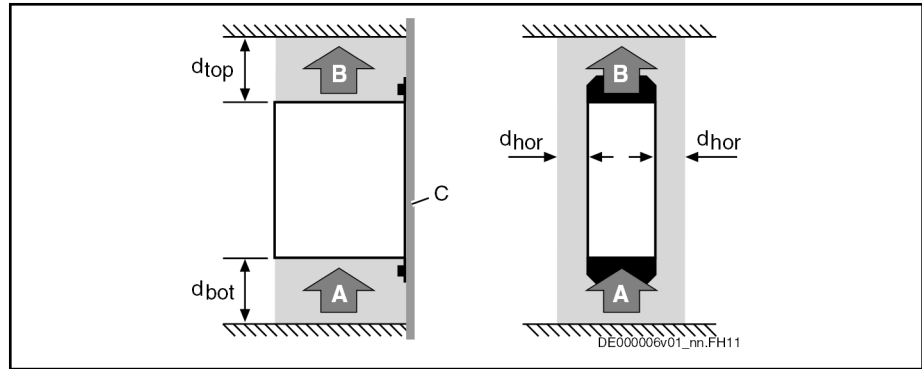 B
B
dtop
dhor
dhor
C
dbot
A
A
DE000006v01_nn.FH11